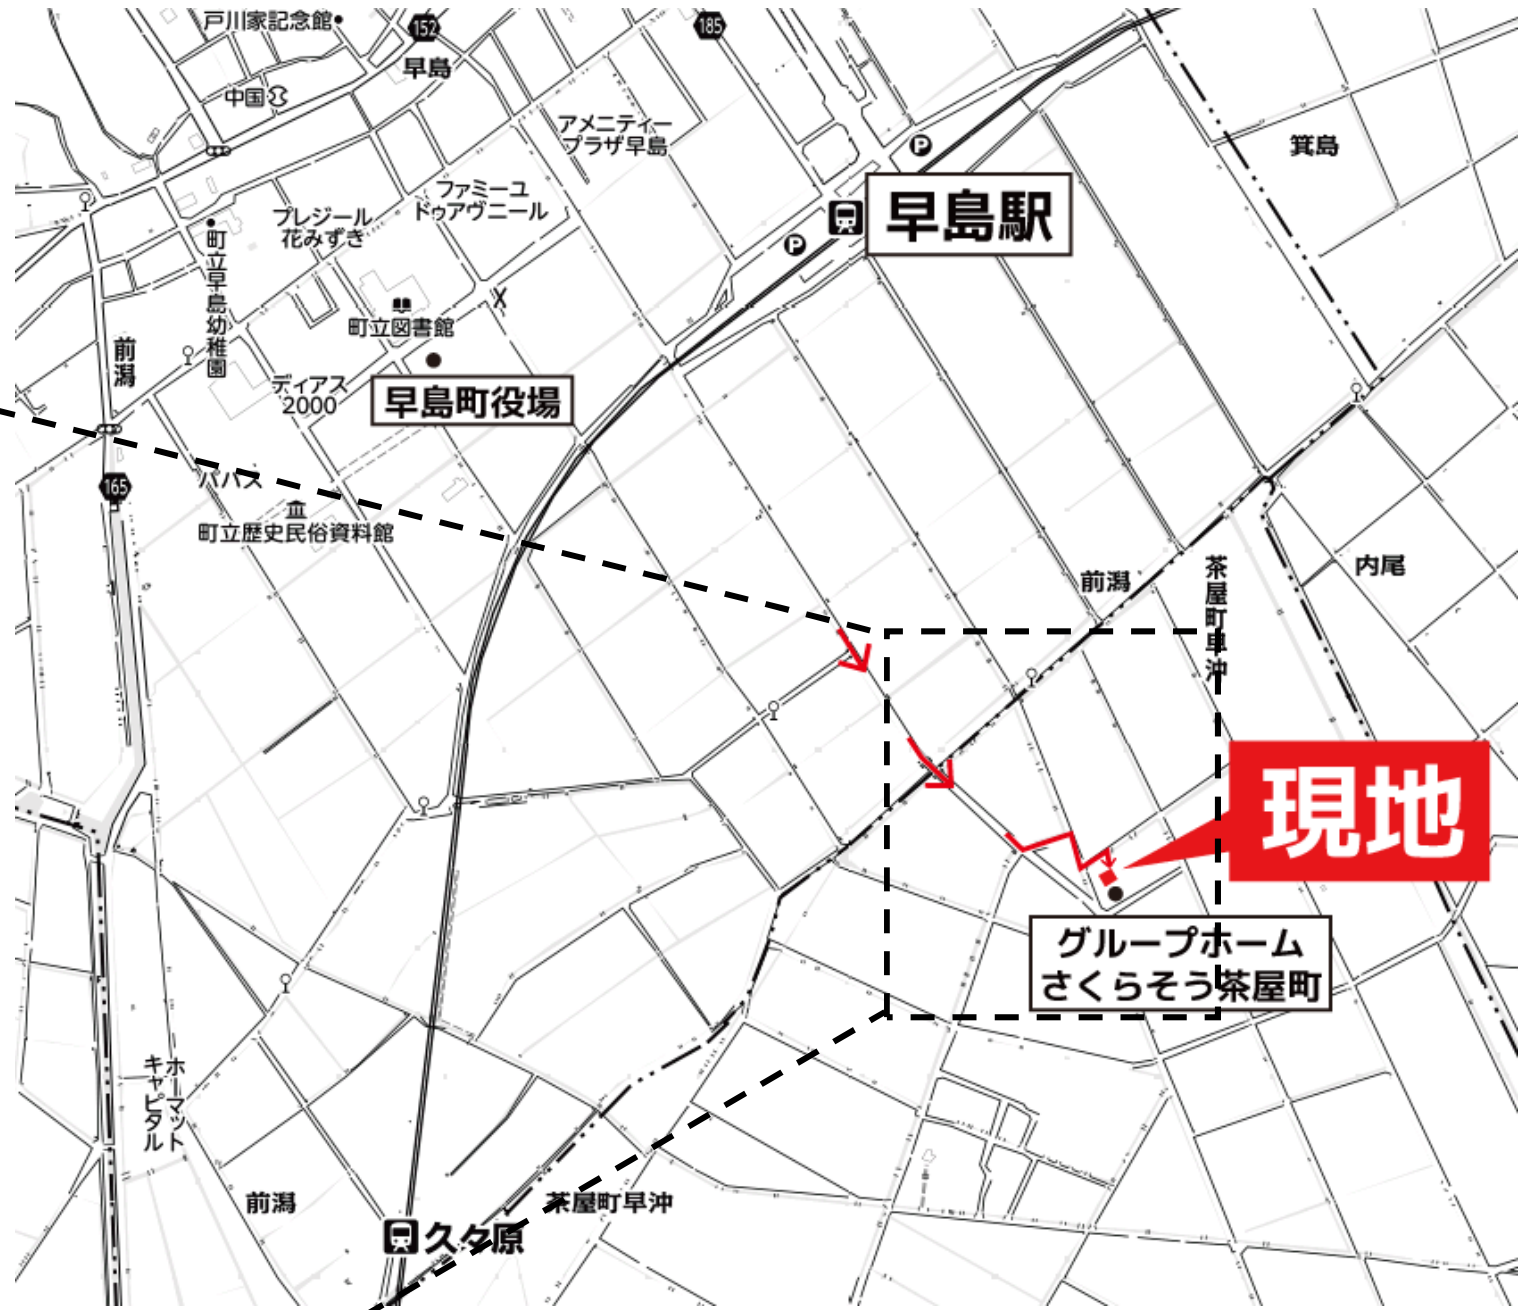 戸川家記念館
152
185
早島
中国
アメニティー
プラザ早島
P
箕島
ファミーユ
ドゥアヴニール
プレジール
花みずき
早島駅
P
町立早島幼稚園
町立図書館
前潟
ディアス
2000
早島町役場
165
パパス
町立歴史民俗資料館
前潟
茶屋町早沖
内尾
現地
グループホーム
さくらそう茶屋町
ホーマット
キャピタル
前潟
茶屋町早沖
久々原